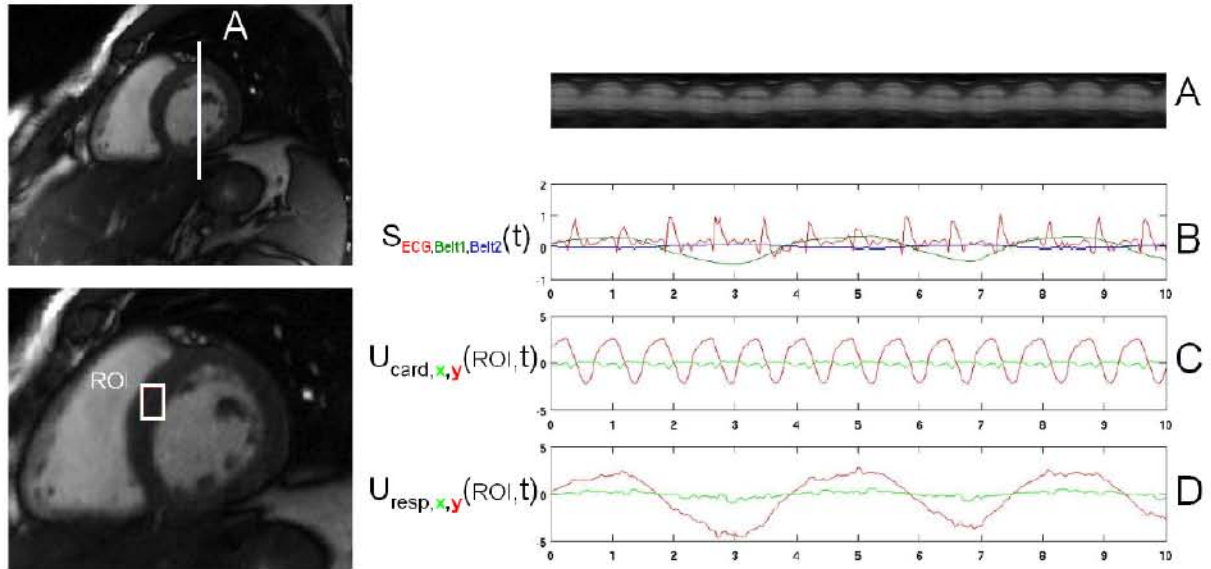 A
ROI
A
S_ECG,Belt1,Belt2(t)
2
1
0
-1
0 1 2 3 4 5 6 7 8 9 10
B
U_card,x,y(ROI,t)
5
0
-5
0 1 2 3 4 5 6 7 8 9 10
C
U_resp,x,y(ROI,t)
5
0
-5
0 1 2 3 4 5 6 7 8 9 10
D